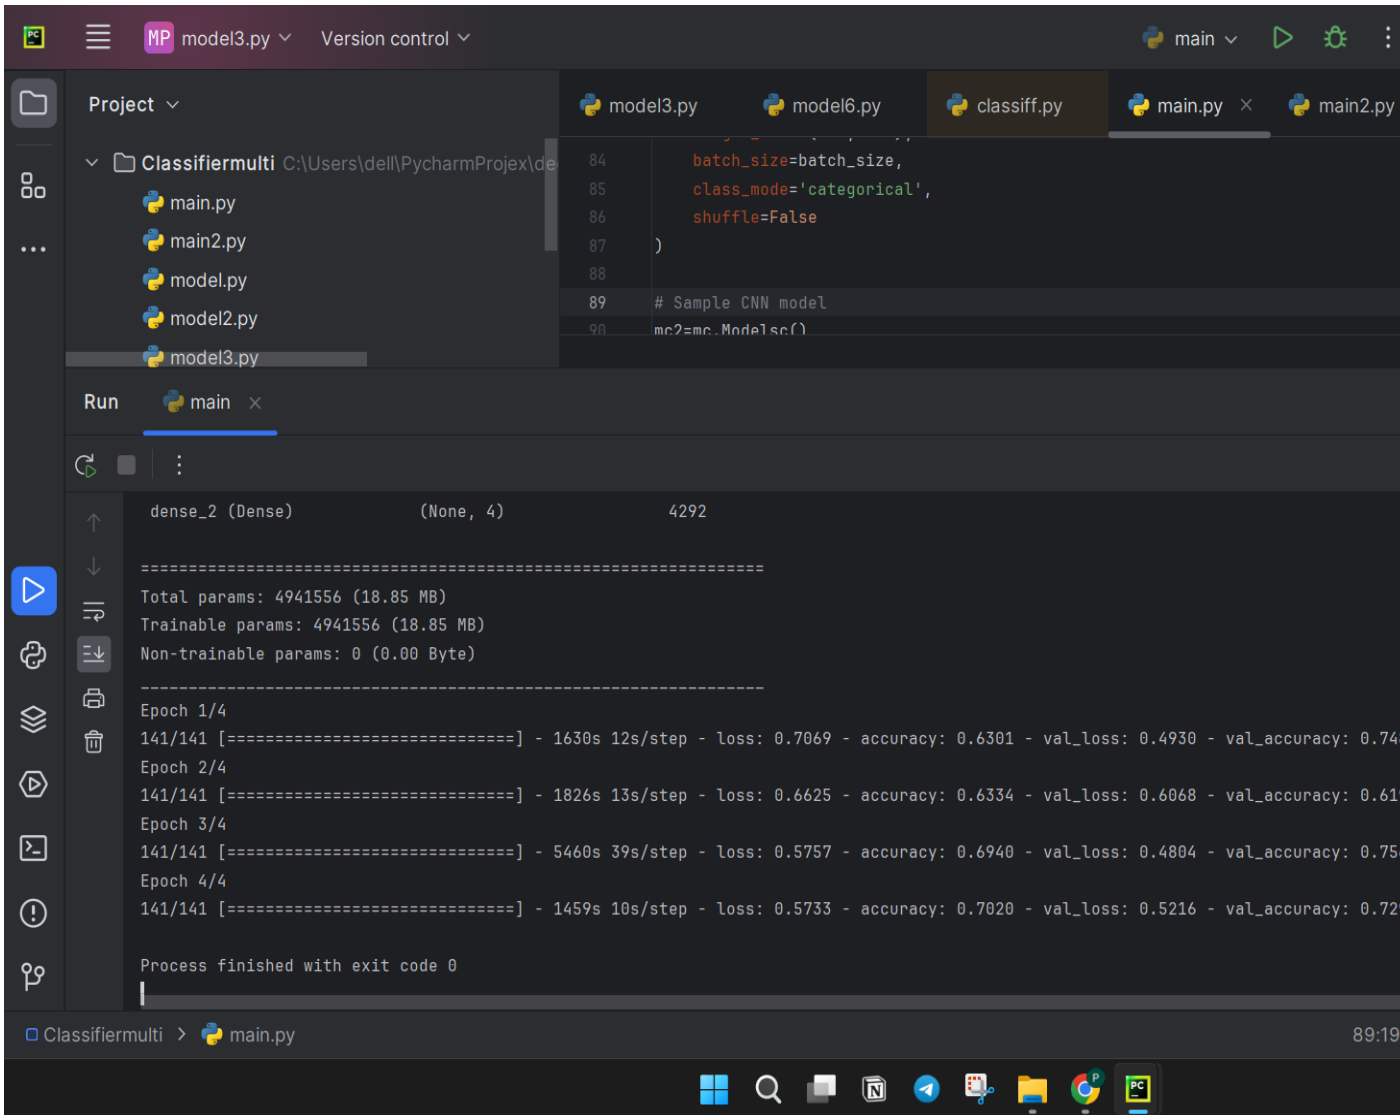 PC MP model3.py Version control main
Project
model3.py model6.py classiff.py main.py main2.py
Classifiermulti C:\Users\dell\PycharmProjex\de
main.py
main2.py
model.py
model2.py
model3.py
84 batch_size=batch_size,
85 class_mode='categorical',
86 shuffle=False
87 )
88
89 # Sample CNN model
90 mc2=mc.Modelsc()
Run main
dense_2 (Dense) (None, 4) 4292
=================================================================
Total params: 4941556 (18.85 MB)
Trainable params: 4941556 (18.85 MB)
Non-trainable params: 0 (0.00 Byte)
_________________________________________________________________
Epoch 1/4
141/141 [==============================] - 1630s 12s/step - loss: 0.7069 - accuracy: 0.6301 - val_loss: 0.4930 - val_accuracy: 0.74
Epoch 2/4
141/141 [==============================] - 1826s 13s/step - loss: 0.6625 - accuracy: 0.6334 - val_loss: 0.6068 - val_accuracy: 0.61
Epoch 3/4
141/141 [==============================] - 5460s 39s/step - loss: 0.5757 - accuracy: 0.6940 - val_loss: 0.4804 - val_accuracy: 0.75
Epoch 4/4
141/141 [==============================] - 1459s 10s/step - loss: 0.5733 - accuracy: 0.7020 - val_loss: 0.5216 - val_accuracy: 0.72
Process finished with exit code 0
Classifiermulti > main.py 89:19
N P PC